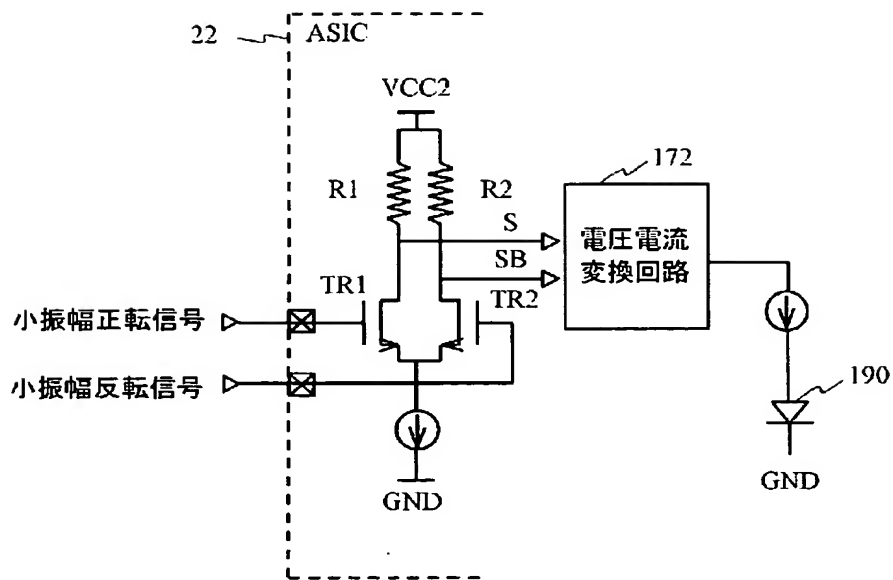 22
ASIC
VCC2
172
R1
R2
S
SB
電圧電流
変換回路
TR1
TR2
小振幅正転信号
小振幅反転信号
190
GND
GND